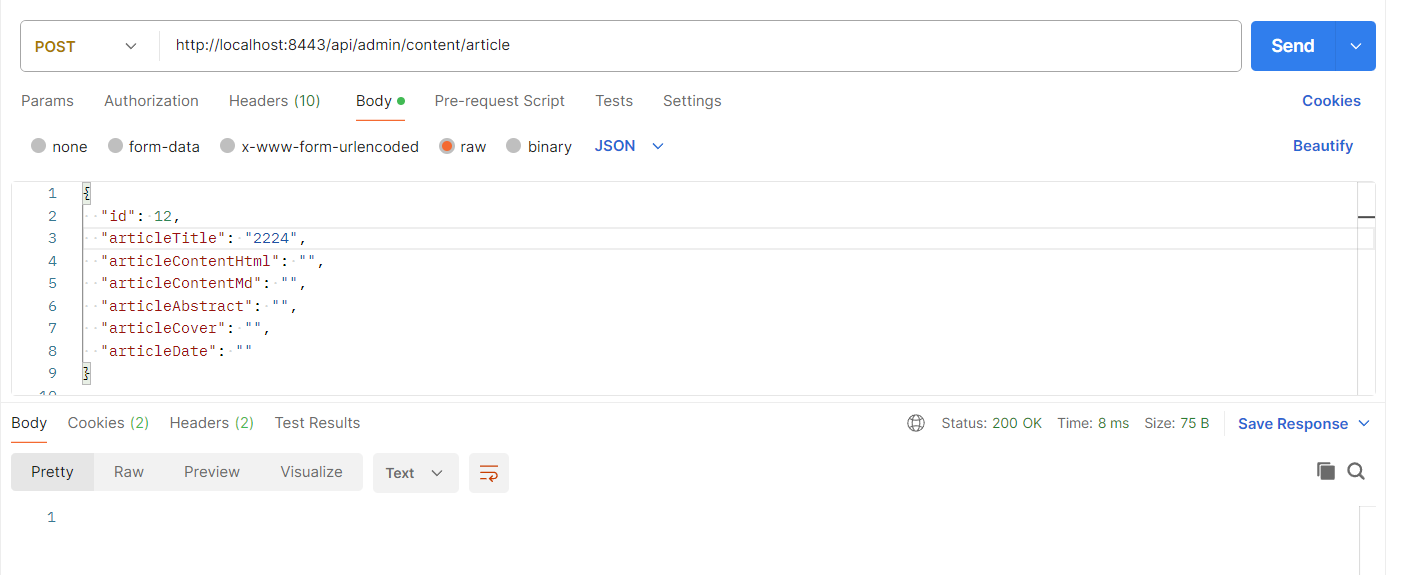 POST http://localhost:8443/api/admin/content/article Send
Params Authorization Headers (10) Body Pre-request Script Tests Settings Cookies
none form-data x-www-form-urlencoded raw binary JSON Beautify
1 {
2 "id": 12,
3 "articleTitle": "2224",
4 "articleContentHtml": "",
5 "articleContentMd": "",
6 "articleAbstract": "",
7 "articleCover": "",
8 "articleDate": ""
9 }
10
Body Cookies (2) Headers (2) Test Results Status: 200 OK Time: 8 ms Size: 75 B Save Response
Pretty Raw Preview Visualize Text
1